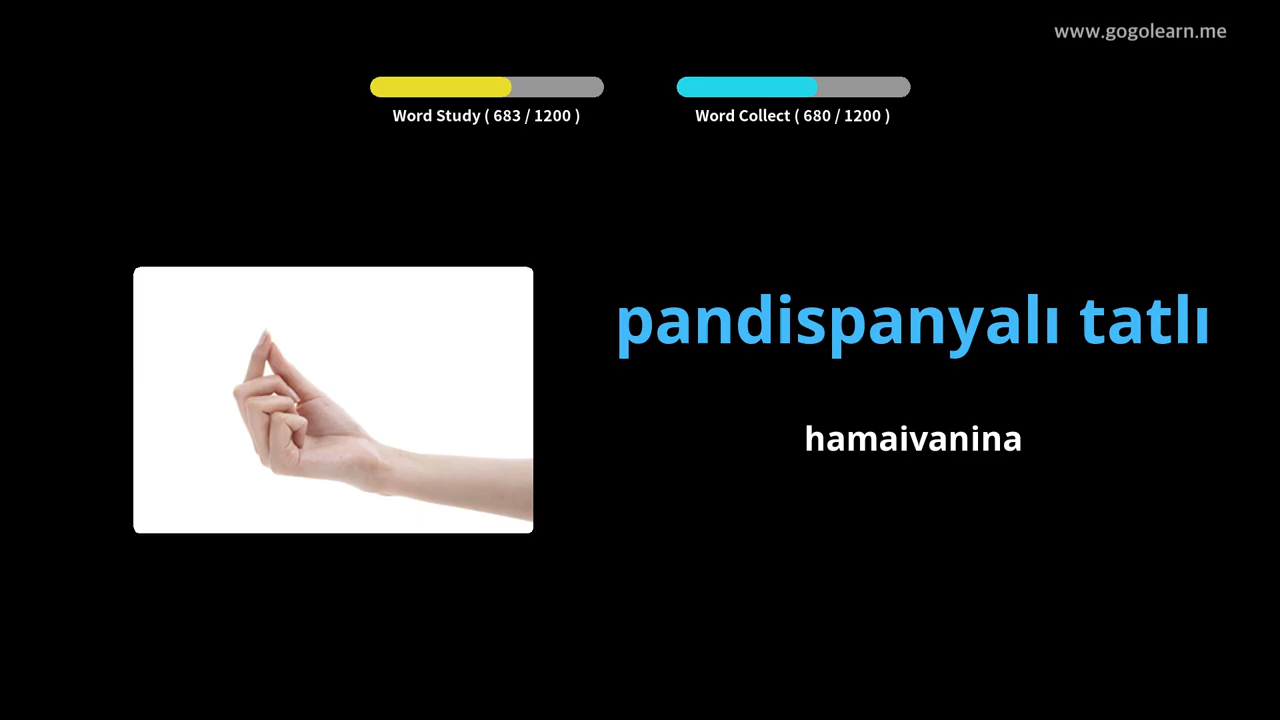 www.gogolearn.me
Word Study ( 683 / 1200 )
Word Collect ( 680 / 1200 )
pandispanyalı tatlı
hamaivanina